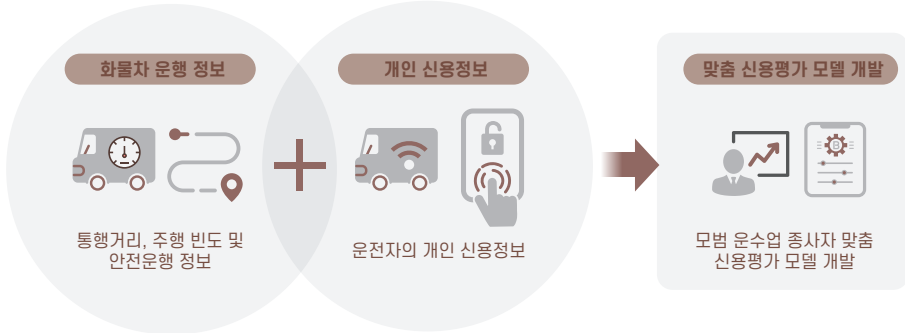 화물차 운행 정보
통행거리, 주행 빈도 및
안전운행 정보
개인 신용정보
운전자의 개인 신용정보
맞춤 신용평가 모델 개발
B
모범 운수업 종사자 맞춤
신용평가 모델 개발